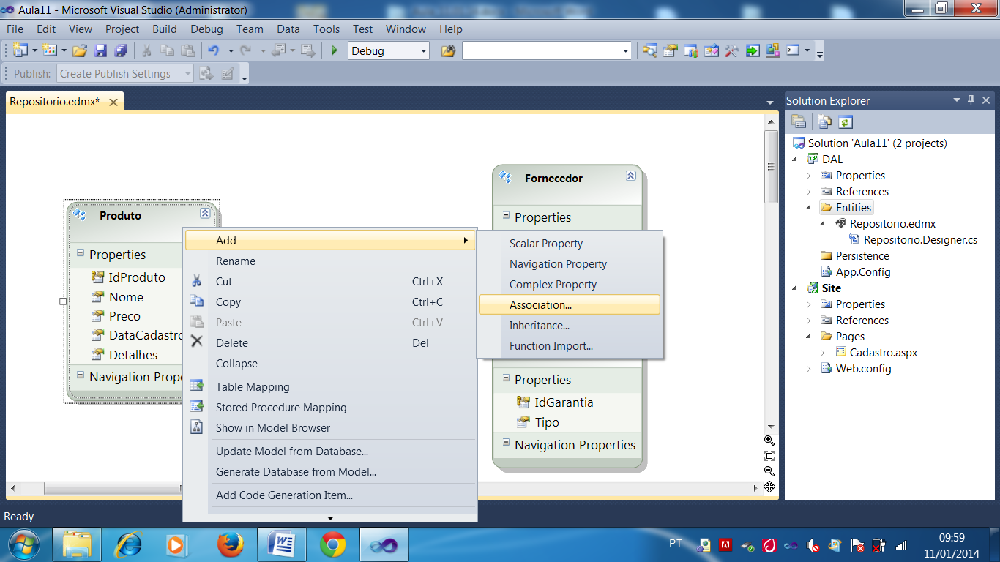 Aula11 - Microsoft Visual Studio (Administrator)
File Edit View Project Build Debug Team Data Tools Test Window Help
Debug
Publish: Create Publish Settings
Repositorio.edmx*
Produto
Properties
IdProduto
Nome
Preco
DataCadastro
Detalhes
Navigation Prope
Fornecedor
Properties
Add
Rename
Cut Ctrl+X
Copy Ctrl+C
Paste Ctrl+V
Delete Del
Collapse
Table Mapping
Stored Procedure Mapping
Show in Model Browser
Update Model from Database...
Generate Database from Model...
Add Code Generation Item...
Scalar Property
Navigation Property
Complex Property
Association...
Inheritance...
Function Import...
Properties
IdGarantia
Tipo
Navigation Properties
Solution Explorer
Solution 'Aula11' (2 projects)
DAL
Properties
References
Entities
Repositorio.edmx
Repositorio.Designer.cs
Persistence
App.Config
Site
Properties
References
Pages
Cadastro.aspx
Web.config
Ready
PT
09:59
11/01/2014